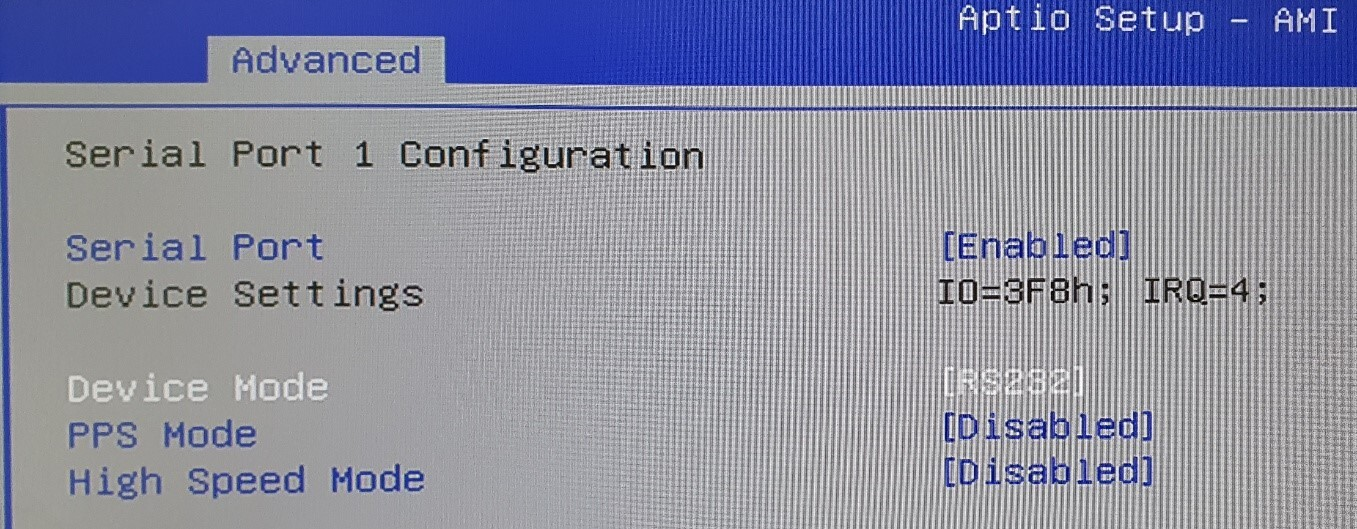 Aptio Setup - AMI
Advanced
Serial Port 1 Configuration
Serial Port [Enabled]
Device Settings IO=3F8h; IRQ=4;
Device Mode [RS232]
PPS Mode [Disabled]
High Speed Mode [Disabled]